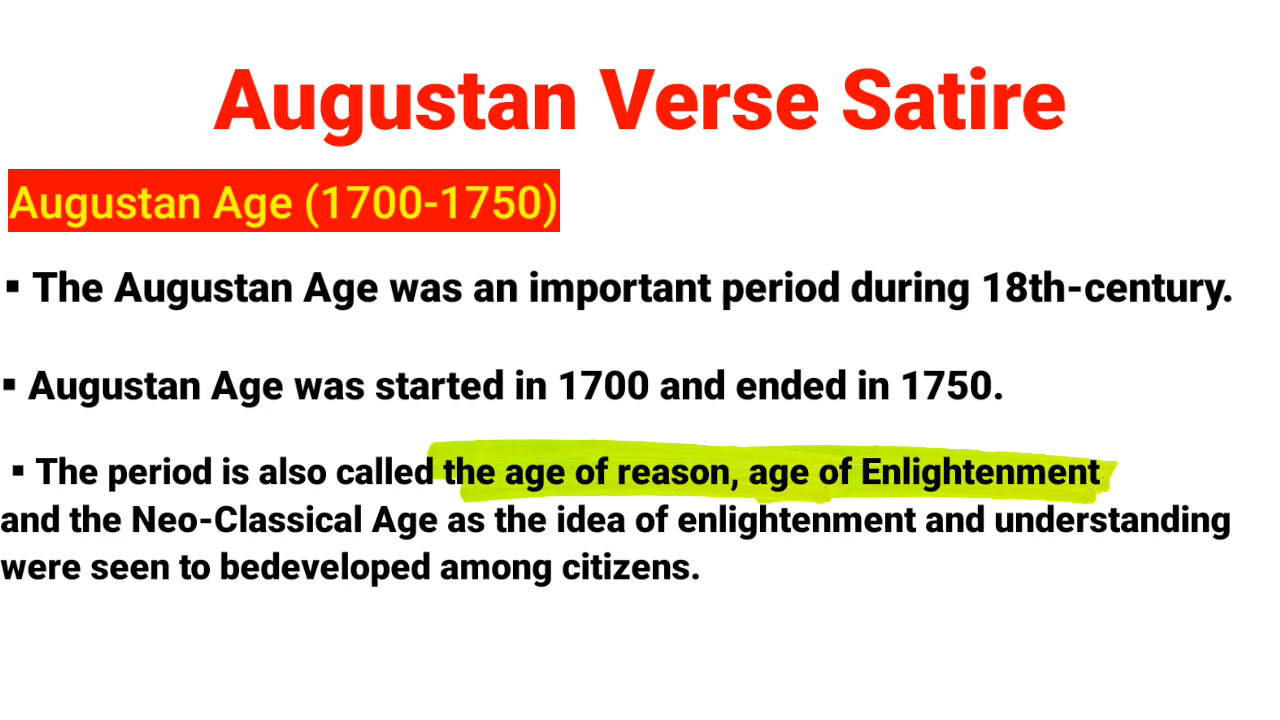 Augustan Verse Satire
Augustan Age (1700-1750)
▪ The Augustan Age was an important period during 18th-century.
▪ Augustan Age was started in 1700 and ended in 1750.
▪ The period is also called the age of reason, age of Enlightenment
and the Neo-Classical Age as the idea of enlightenment and understanding
were seen to bedeveloped among citizens.